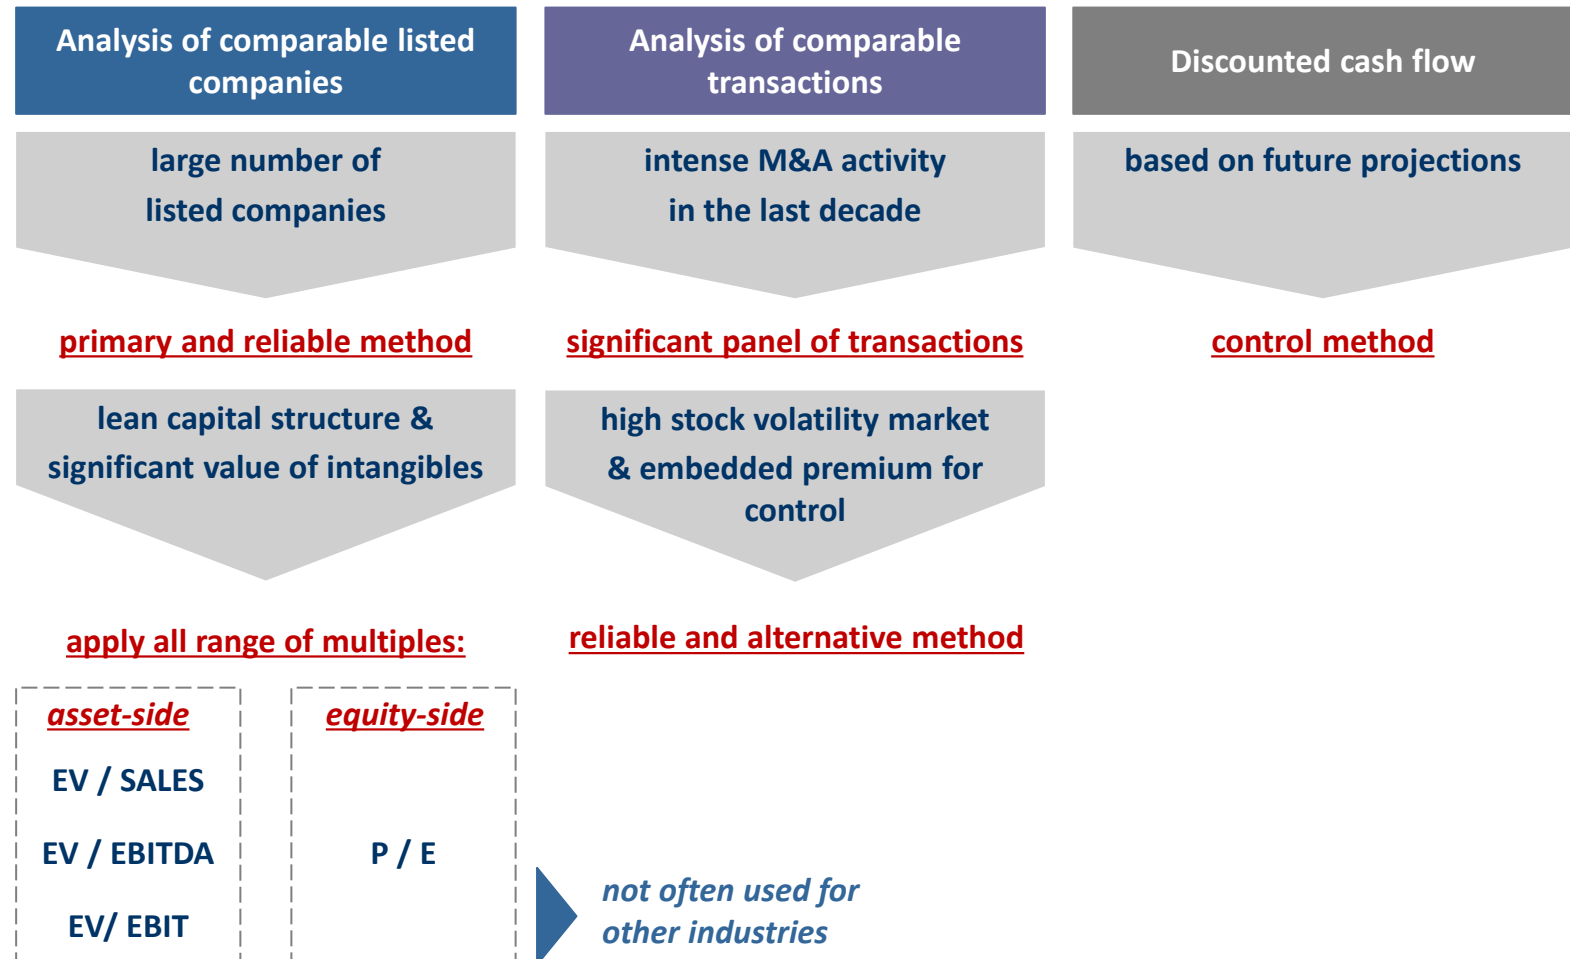 Analysis of comparable listed
companies
large number of
listed companies
primary and reliable method
lean capital structure &
significant value of intangibles
apply all range of multiples:
asset-side
EV / SALES
EV / EBITDA
EV/ EBIT
equity-side
P / E
not often used for
other industries
Analysis of comparable
transactions
intense M&A activity
in the last decade
significant panel of transactions
high stock volatility market
& embedded premium for
control
reliable and alternative method
Discounted cash flow
based on future projections
control method